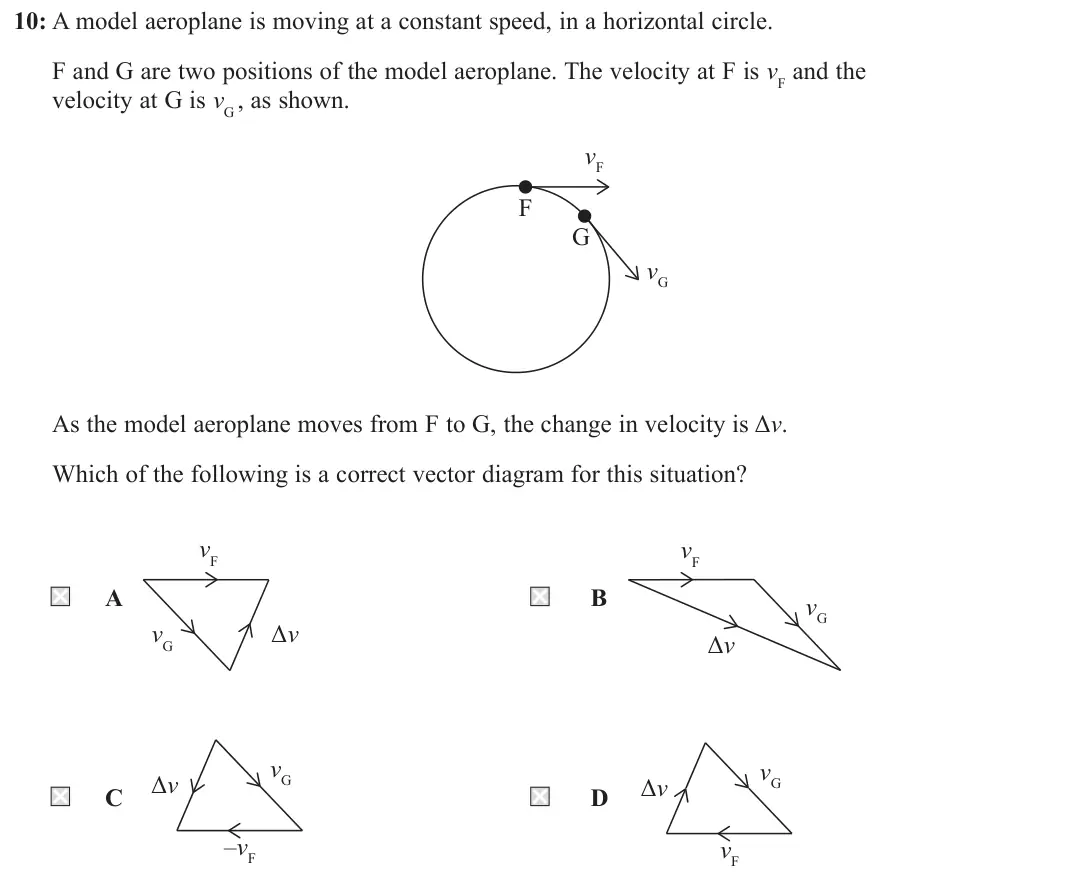 10: A model aeroplane is moving at a constant speed, in a horizontal circle.
F and G are two positions of the model aeroplane. The velocity at F is v_F and the
velocity at G is v_G, as shown.
v_F
F
G
v_G
As the model aeroplane moves from F to G, the change in velocity is Δv.
Which of the following is a correct vector diagram for this situation?
v_F
A
v_G
Δv
v_F
B
v_G
Δv
C
Δv
v_G
–v_F
D
Δv
v_G
v_F